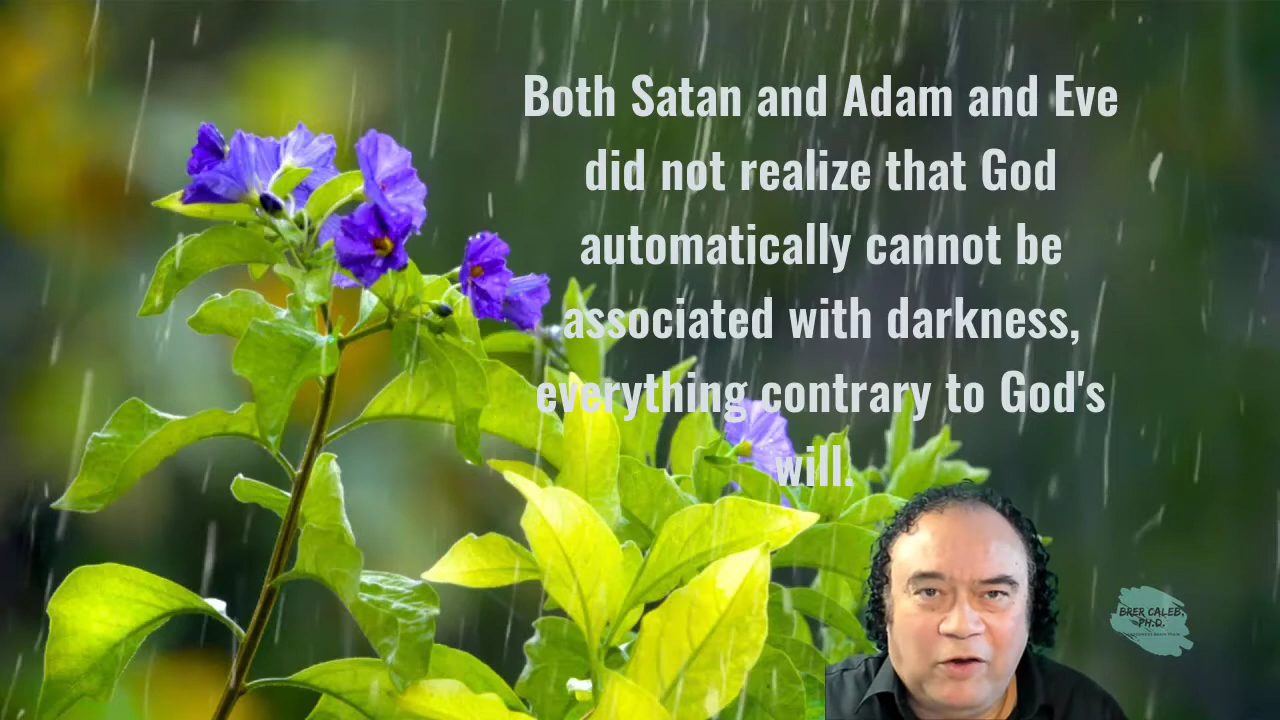 Both Satan and Adam and Eve
did not realize that God
automatically cannot be
associated with darkness,
everything contrary to God's
will.
BRER CALEB,
PH.D.